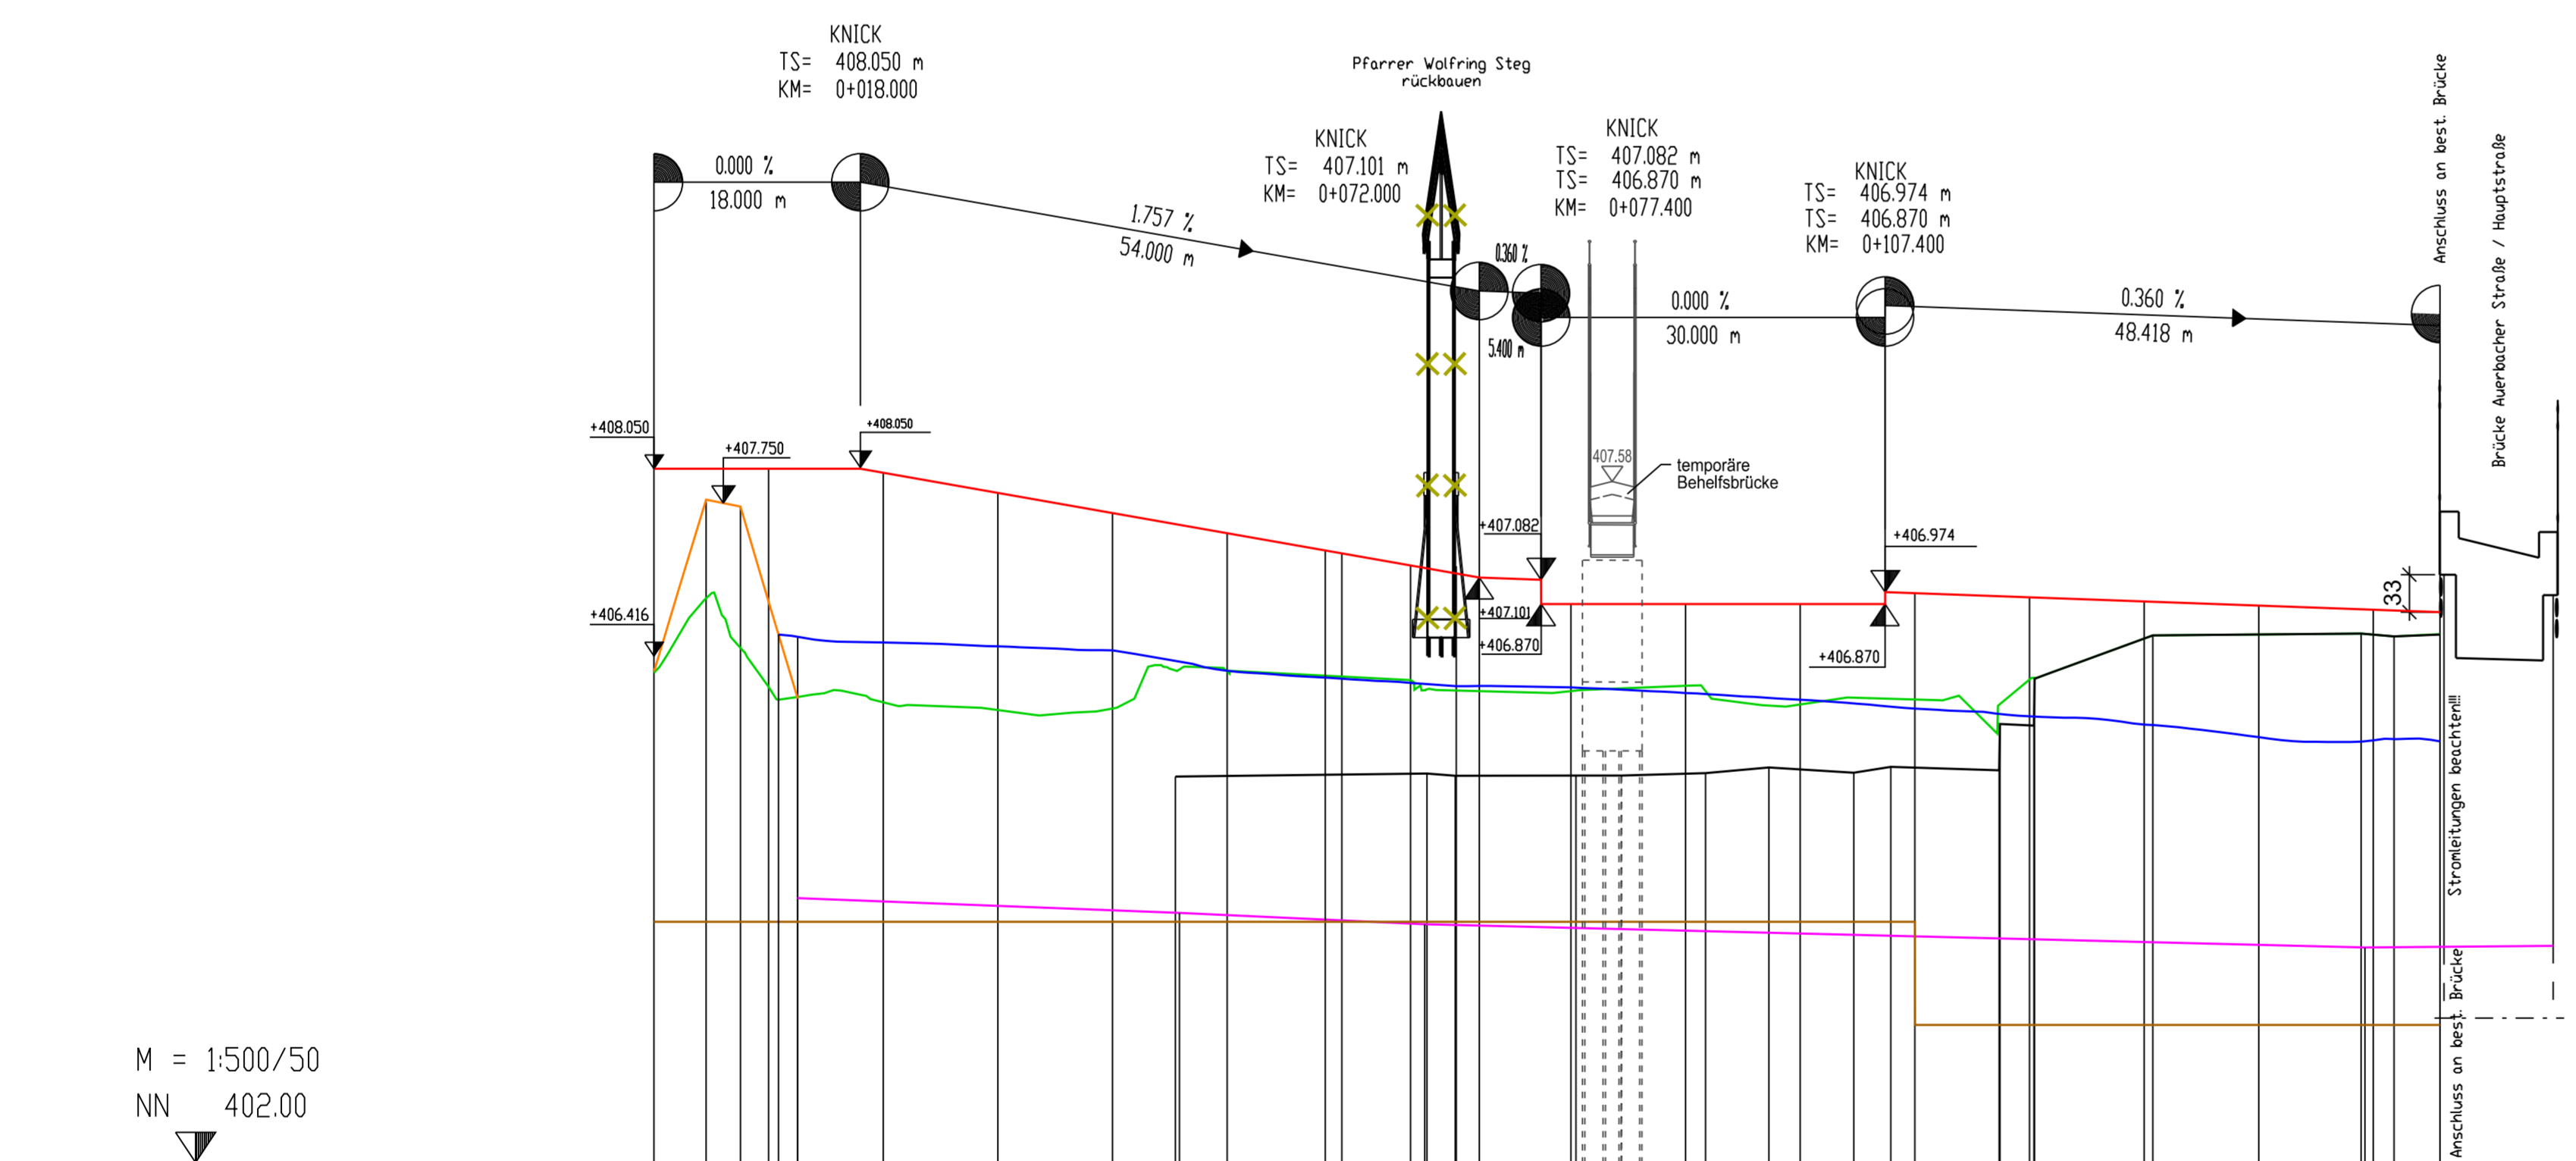 KNICK
TS= 408.050 m
KM= 0+018.000
Pfarrer Wolfring Steg
rückbauen
KNICK
TS= 407.101 m
KM= 0+072.000
KNICK
TS= 407.082 m
TS= 406.870 m
KM= 0+077.400
KNICK
TS= 406.974 m
TS= 406.870 m
KM= 0+107.400
Anschluss an best. Brücke
Brücke Auerbacher Straße / Hauptstraße
0.000 %
18.000 m
1.757 %
54.000 m
0.360 %
5.400 m
0.000 %
30.000 m
0.360 %
48.418 m
+408.050
+407.750
+408.050
407.58
temporäre
Behelfsbrücke
+407.082
+406.974
33
+406.416
+407.101
+406.870
+406.870
Stromleitungen beachten!!!
Anschluss an best. Brücke
M = 1:500/50
NN 402.00